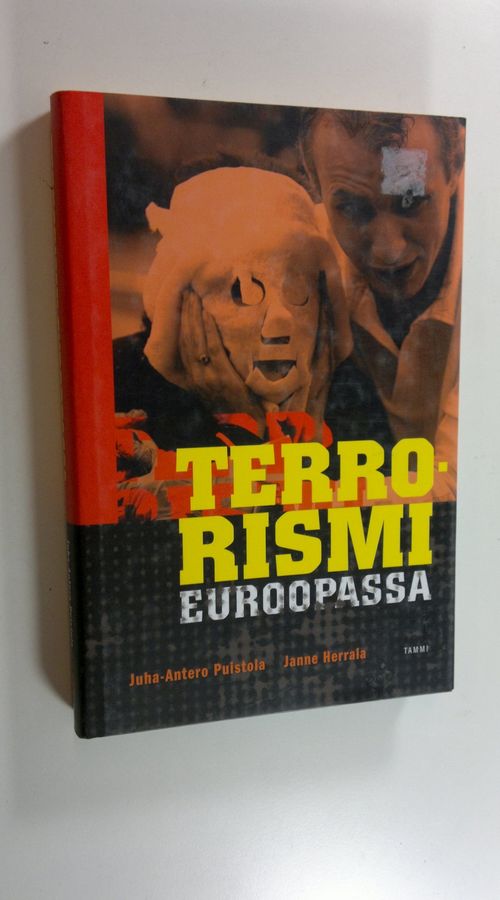 TERRO-
RISMI
EUROOPASSA
Juha-Antero Puistola Janne Herrala
TAMMI